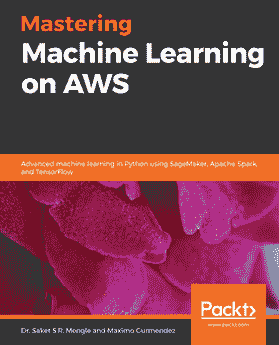 Mastering
Machine Learning
on AWS
Advanced machine learning in Python using SageMaker, Apache Spark,
and TensorFlow
Dr. Saket S.R. Mengle and Maximo Gurmendez
Packt>
www.packt.com